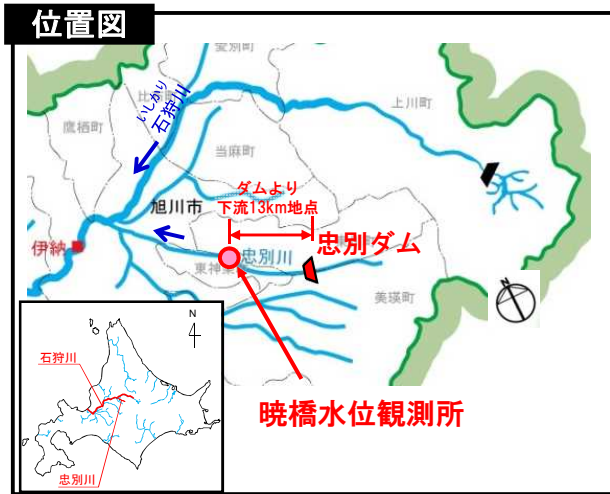 位置図
愛別町
比布町
上川町
いしかり
石狩川
鷹栖町
当麻町
ダムより
下流13km地点
旭川市
忠別ダム
伊納
忠別川
東神楽町
美瑛町
N
石狩川
暁橋水位観測所
忠別川